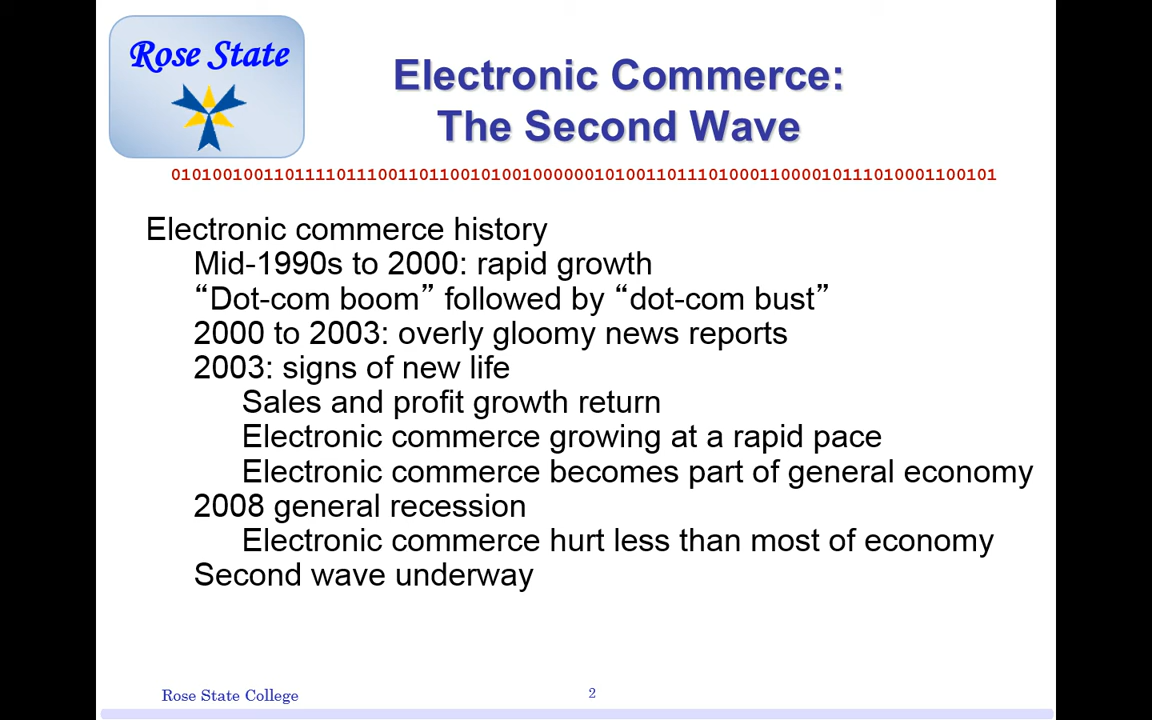 Rose State
Electronic Commerce:
The Second Wave
01010010011011110111001101100101001000000101001101110100011000010111010001100101
Electronic commerce history
Mid-1990s to 2000: rapid growth
“Dot-com boom” followed by “dot-com bust”
2000 to 2003: overly gloomy news reports
2003: signs of new life
Sales and profit growth return
Electronic commerce growing at a rapid pace
Electronic commerce becomes part of general economy
2008 general recession
Electronic commerce hurt less than most of economy
Second wave underway
Rose State College
2